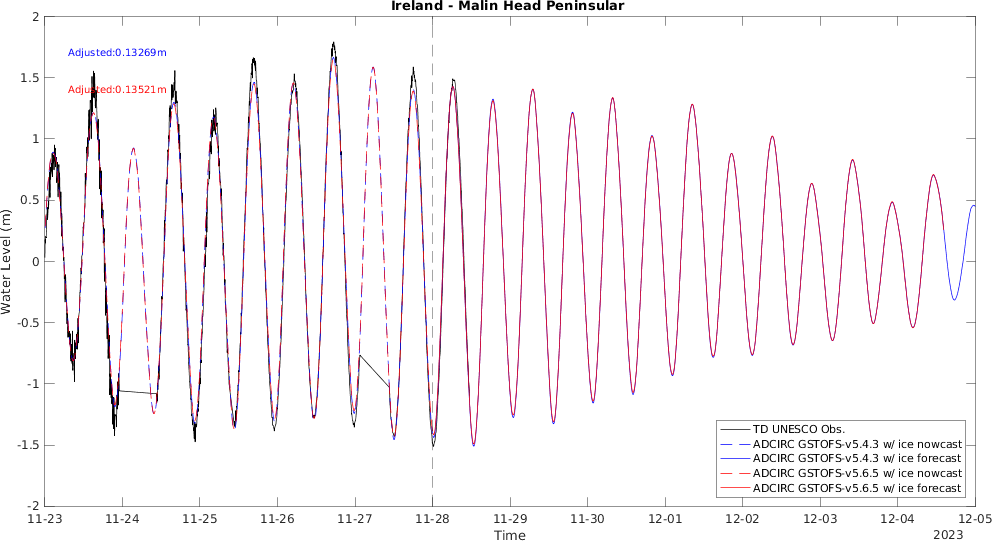 Ireland - Malin Head Peninsular
Adjusted:0.13269m
Adjusted:0.13521m
Water Level (m)
2
1.5
1
0.5
0
-0.5
-1
-1.5
-2
11-23
11-24
11-25
11-26
11-27
11-28
11-29
11-30
12-01
12-02
12-03
12-04
12-05
Time
2023
TD UNESCO Obs.
ADCIRC GSTOFS-v5.4.3 w/ ice nowcast
ADCIRC GSTOFS-v5.4.3 w/ ice forecast
ADCIRC GSTOFS-v5.6.5 w/ ice nowcast
ADCIRC GSTOFS-v5.6.5 w/ ice forecast